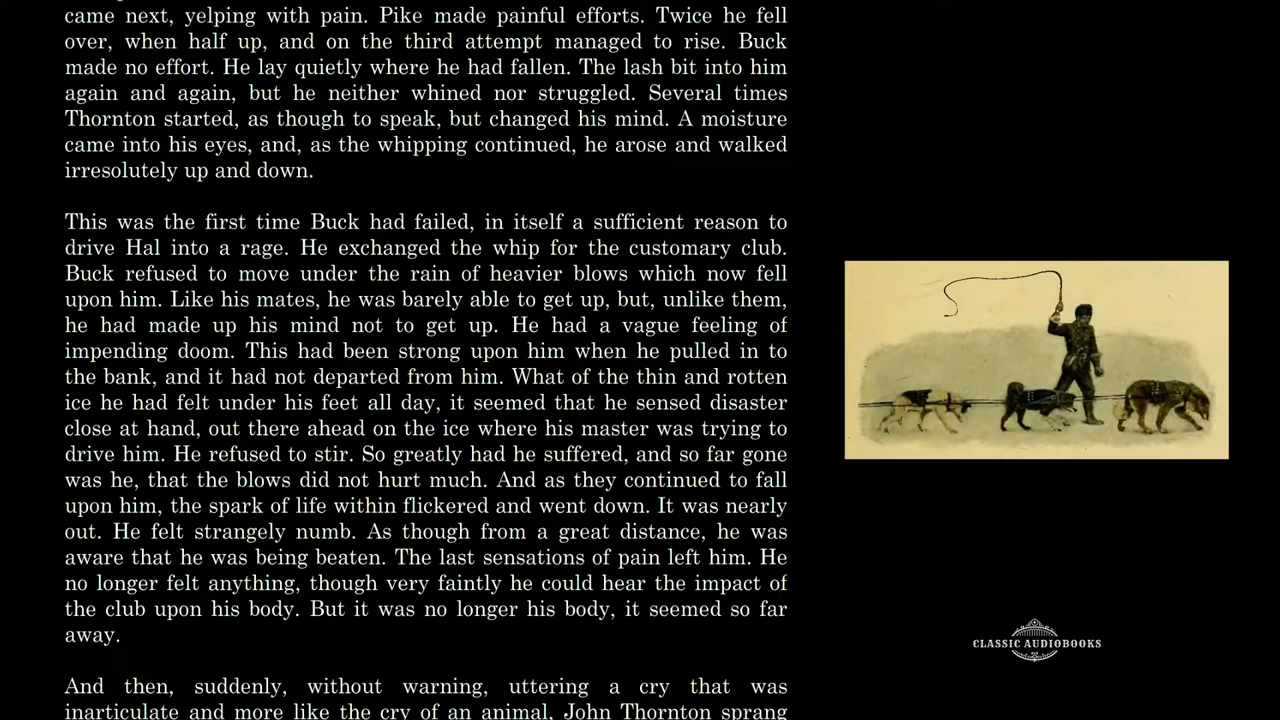 came next, yelping with pain. Pike made painful efforts. Twice he fell
over, when half up, and on the third attempt managed to rise. Buck
made no effort. He lay quietly where he had fallen. The lash bit into him
again and again, but he neither whined nor struggled. Several times
Thornton started, as though to speak, but changed his mind. A moisture
came into his eyes, and, as the whipping continued, he arose and walked
irresolutely up and down.
This was the first time Buck had failed, in itself a sufficient reason to
drive Hal into a rage. He exchanged the whip for the customary club.
Buck refused to move under the rain of heavier blows which now fell
upon him. Like his mates, he was barely able to get up, but, unlike them,
he had made up his mind not to get up. He had a vague feeling of
impending doom. This had been strong upon him when he pulled in to
the bank, and it had not departed from him. What of the thin and rotten
ice he had felt under his feet all day, it seemed that he sensed disaster
close at hand, out there ahead on the ice where his master was trying to
drive him. He refused to stir. So greatly had he suffered, and so far gone
was he, that the blows did not hurt much. And as they continued to fall
upon him, the spark of life within flickered and went down. It was nearly
out. He felt strangely numb. As though from a great distance, he was
aware that he was being beaten. The last sensations of pain left him. He
no longer felt anything, though very faintly he could hear the impact of
the club upon his body. But it was no longer his body, it seemed so far
away.
And then, suddenly, without warning, uttering a cry that was
inarticulate and more like the cry of an animal, John Thornton sprang
CLASSIC AUDIOBOOKS